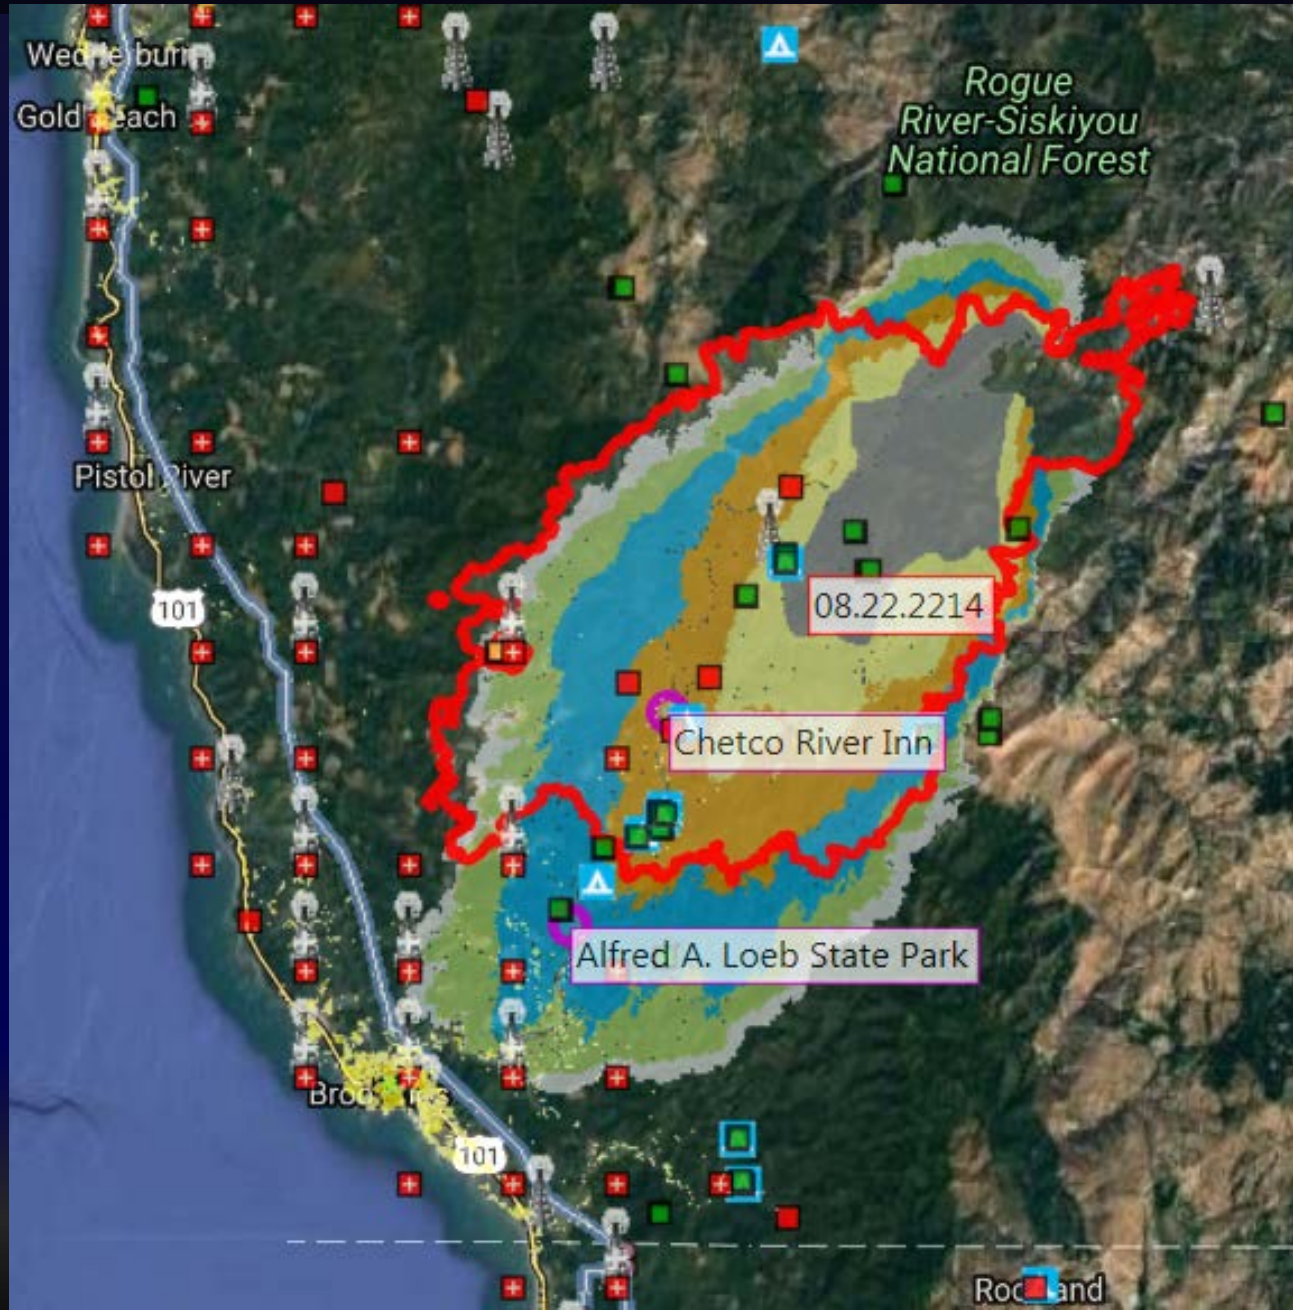 Gold
Rogue
River-Siskiyou
National Forest
Pistol River
101
08.22.2214
Chetco River Inn
Alfred A. Loeb State Park
101